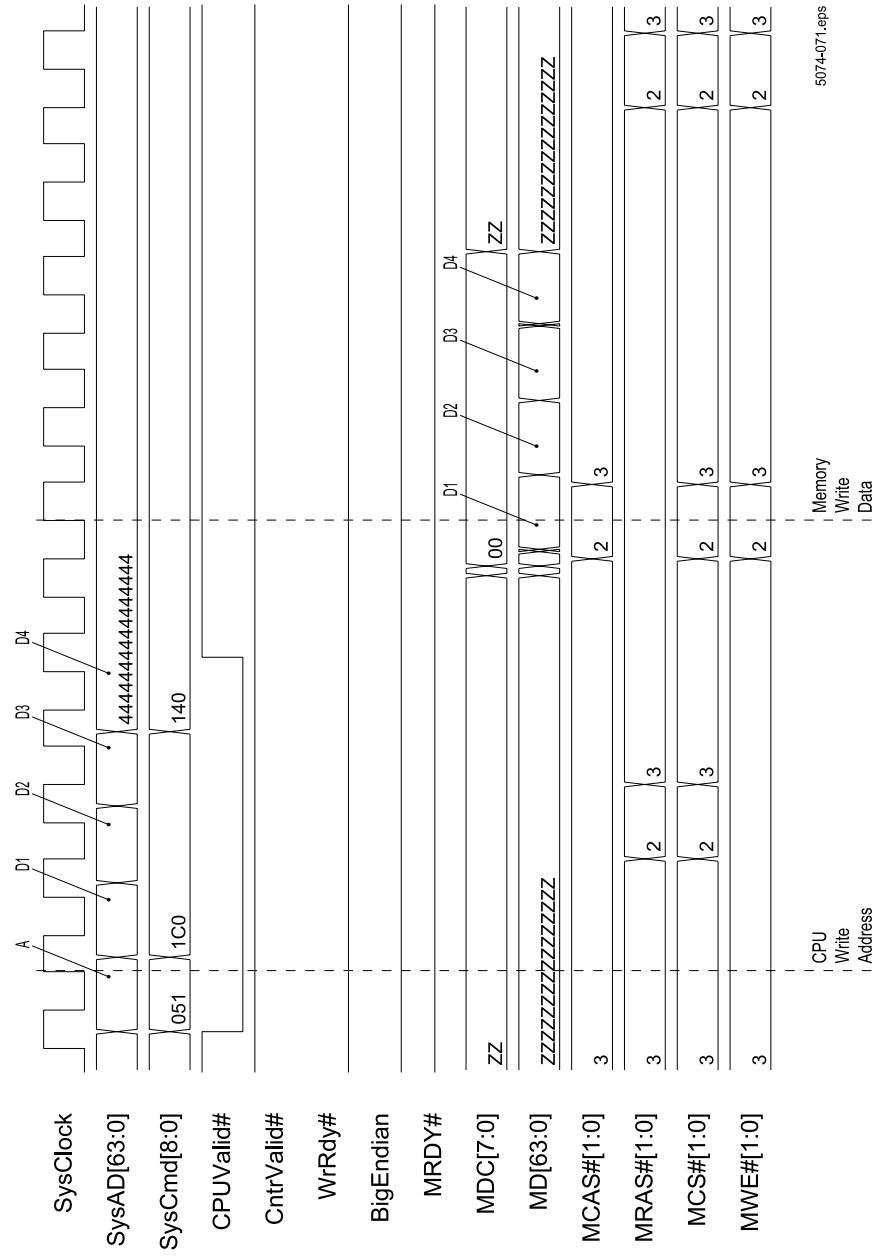 A D1 D2 D3 D4
SysClock
SysAD[63:0] 4444444444444444
SysCmd[8:0] 051 1C0 140
CPUValid#
CntrValid#
WrRdy#
BigEndian
MRDY#
D1 D2 D3 D4
MDC[7:0] ZZ 00 ZZ
MD[63:0] ZZZZZZZZZZZZZZZZ ZZZZZZZZZZZZZZZZ
MCAS#[1:0] 3 2 3
MRAS#[1:0] 3 2 3 2 3
MCS#[1:0] 3 2 3 2 3 2 3
MWE#[1:0] 3 2 3 2 3
CPU
Write
Address
Memory
Write
Data
5074-071.eps